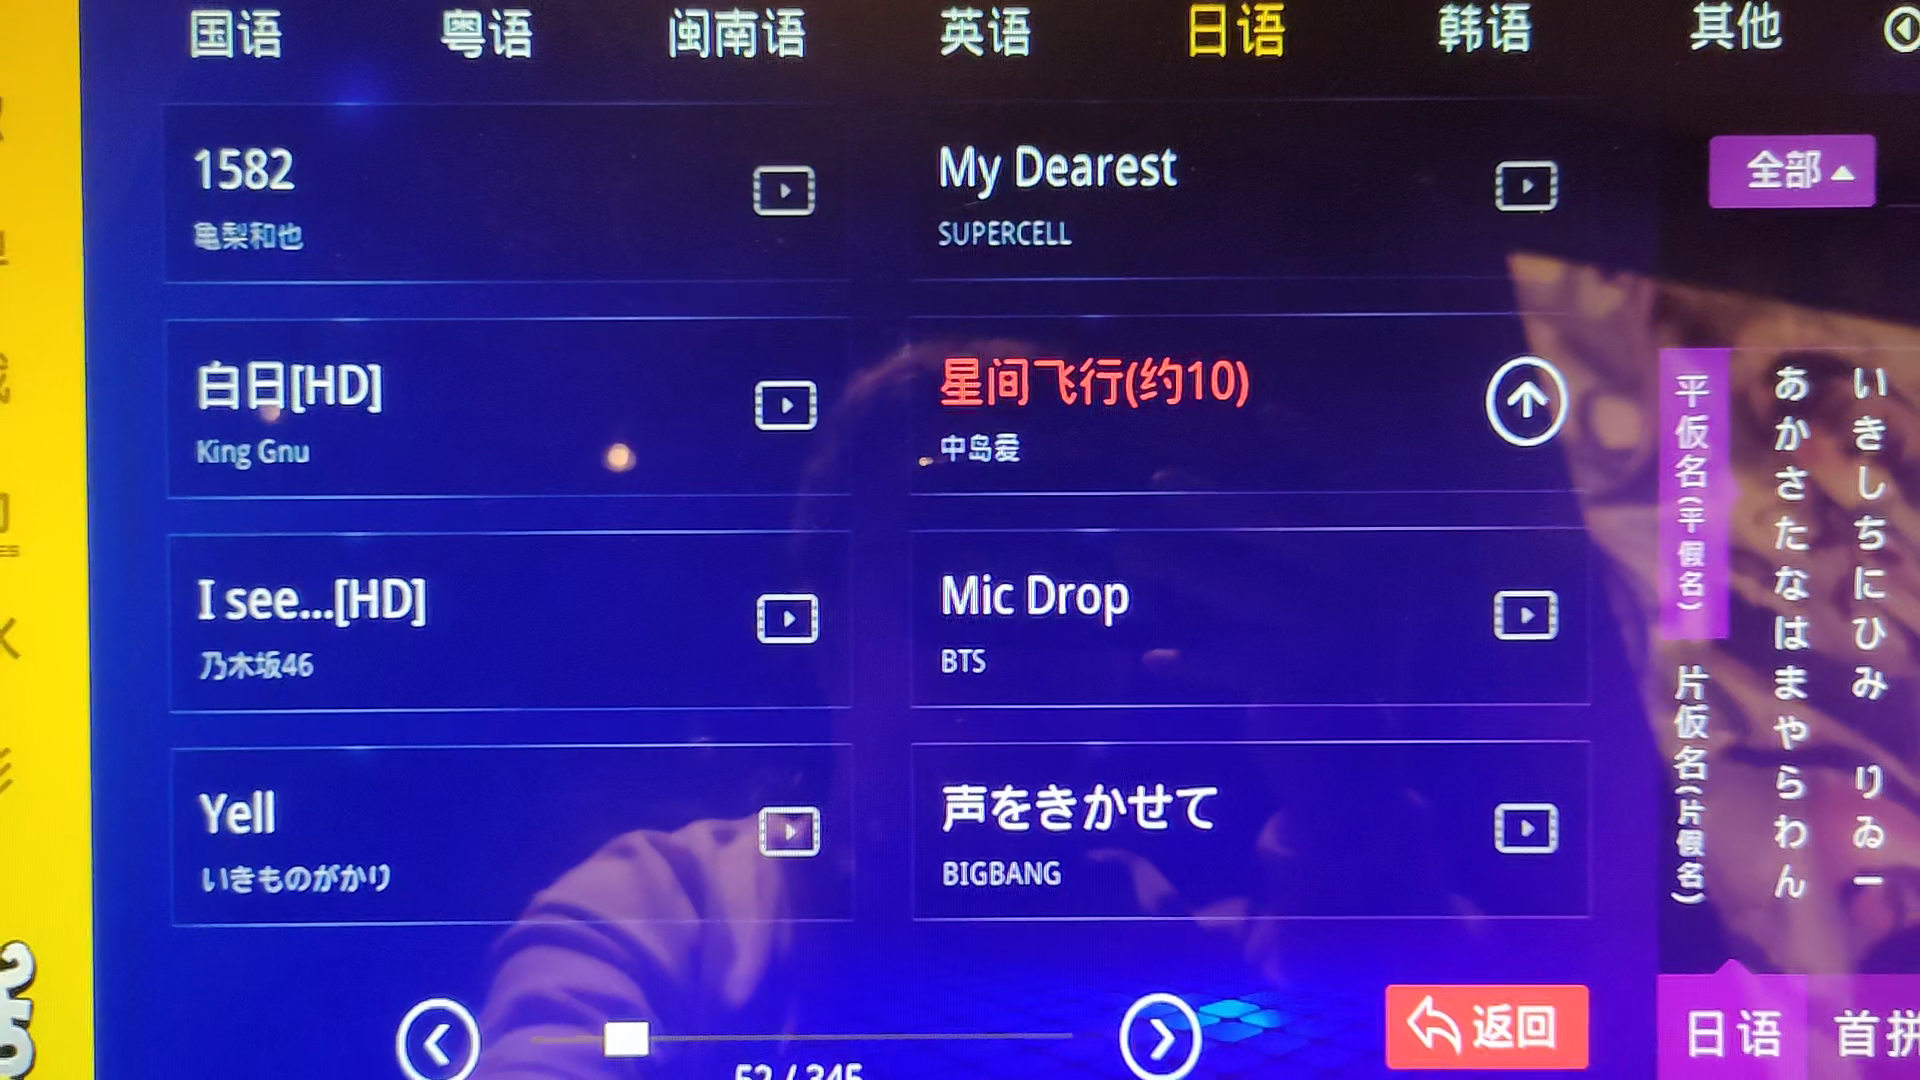 国语 粤语 闽南语 英语 日语 韩语 其他
1582
亀梨和也
My Dearest
SUPERCELL
全部
白日[HD]
King Gnu
星间飞行(约10)
中岛爱
I see...[HD]
乃木坂46
Mic Drop
BTS
Yell
いきものがかり
声をきかせて
BIGBANG
平仮名(平假名)
片仮名(片假名)
あかさたなはまやらわん
いきしちにひみ りゐー
52 / 345
返回
日语
首拼